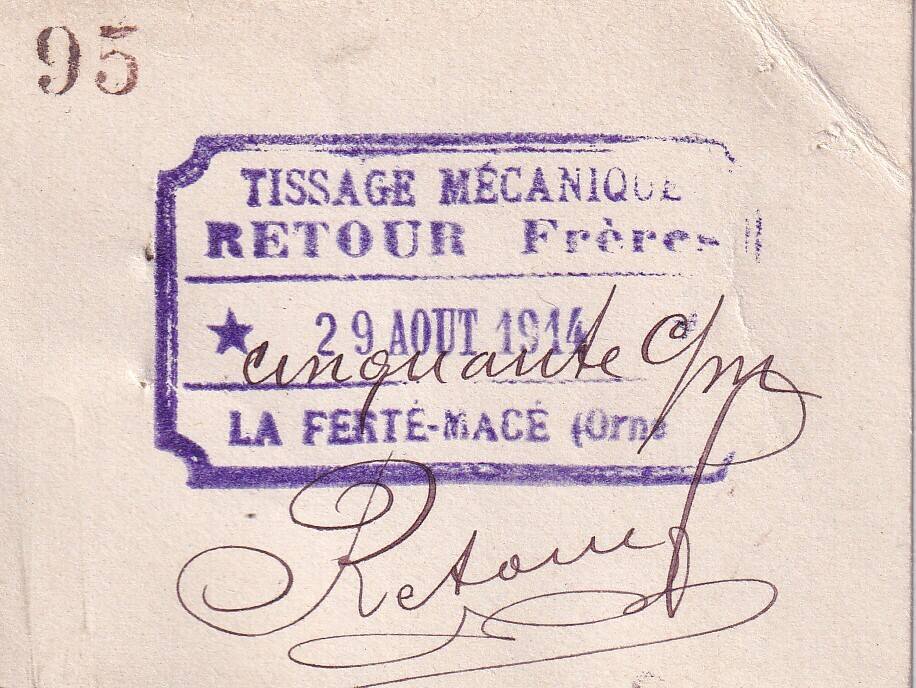 95
TISSAGE MÉCANIQUE
RETOUR Frères
★ 29 AOUT 1914
cinquante c/m
LA FERTÉ-MACÉ (Orne
Retour